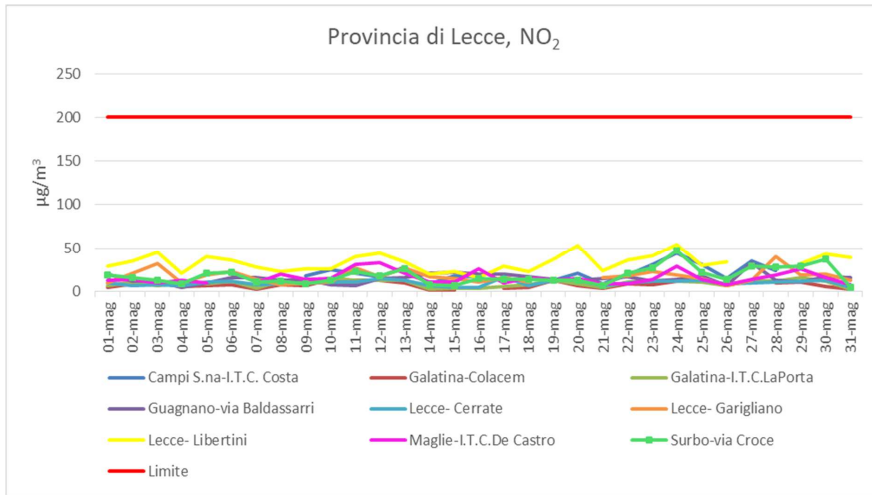 Provincia di Lecce, NO₂
µg/m³
250
200
150
100
50
0
01-mag
02-mag
03-mag
04-mag
05-mag
06-mag
07-mag
08-mag
09-mag
10-mag
11-mag
12-mag
13-mag
14-mag
15-mag
16-mag
17-mag
18-mag
19-mag
20-mag
21-mag
22-mag
23-mag
24-mag
25-mag
26-mag
27-mag
28-mag
29-mag
30-mag
31-mag
Campi S.na-I.T.C. Costa
Galatina-Colacem
Galatina-I.T.C.LaPorta
Guagnano-via Baldassarri
Lecce- Cerrate
Lecce- Garigliano
Lecce- Libertini
Maglie-I.T.C.De Castro
Surbo-via Croce
Limite